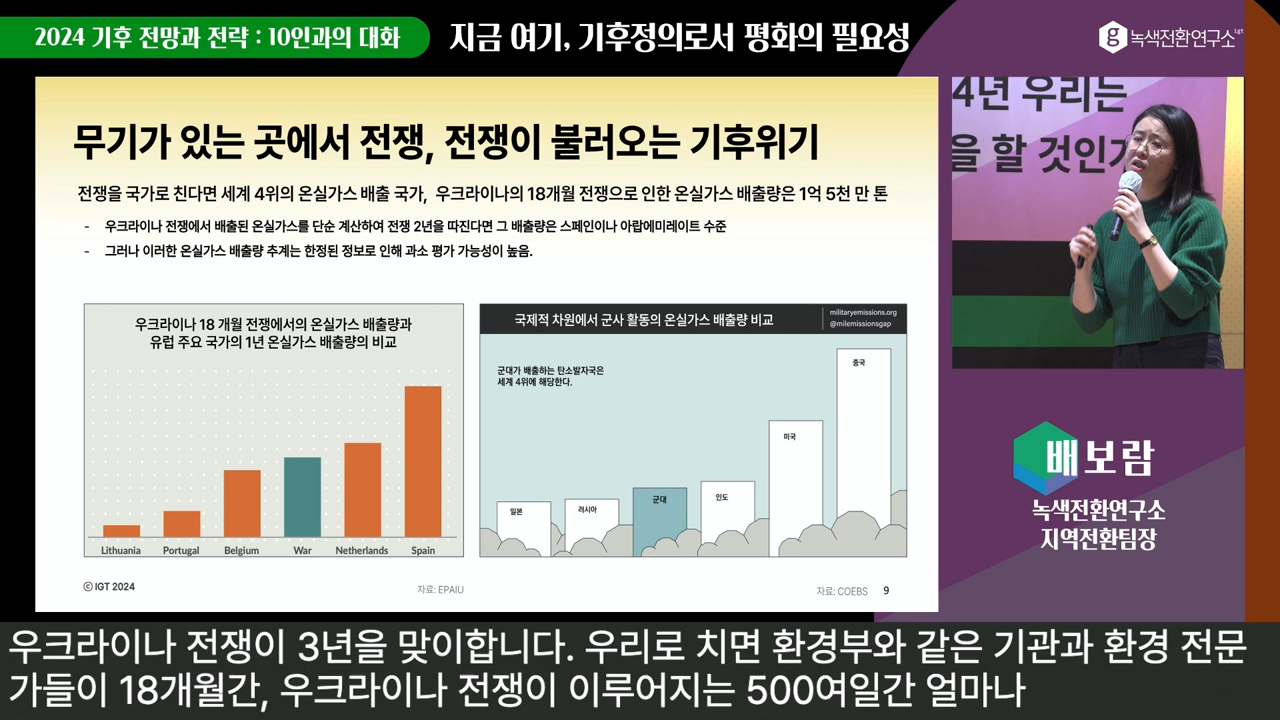 2024 기후 전망과 전략 : 10인과의 대화
지금 여기, 기후정의로서 평화의 필요성
g 녹색전환연구소 igt
무기가 있는 곳에서 전쟁, 전쟁이 불러오는 기후위기
전쟁을 국가로 친다면 세계 4위의 온실가스 배출 국가, 우크라이나의 18개월 전쟁으로 인한 온실가스 배출량은 1억 5천 만 톤
- 우크라이나 전쟁에서 배출된 온실가스를 단순 계산하여 전쟁 2년을 따진다면 그 배출량은 스페인이나 아랍에미레이트 수준
- 그러나 이러한 온실가스 배출량 추계는 한정된 정보로 인해 과소 평가 가능성이 높음.
우크라이나 18 개월 전쟁에서의 온실가스 배출량과
유럽 주요 국가의 1년 온실가스 배출량의 비교
Lithuania Portugal Belgium War Netherlands Spain
국제적 차원에서 군사 활동의 온실가스 배출량 비교
militaryemissions.org
@milemissionsgap
군대가 배출하는 탄소발자국은
세계 4위에 해당한다.
일본 러시아 군대 인도 미국 중국
ⓒ IGT 2024
자료: EPAIU
자료: COEBS
9
4년 우리는
을 할 것인가
배보람
녹색전환연구소
지역전환팀장
우크라이나 전쟁이 3년을 맞이합니다. 우리로 치면 환경부와 같은 기관과 환경 전문
가들이 18개월간, 우크라이나 전쟁이 이루어지는 500여일간 얼마나